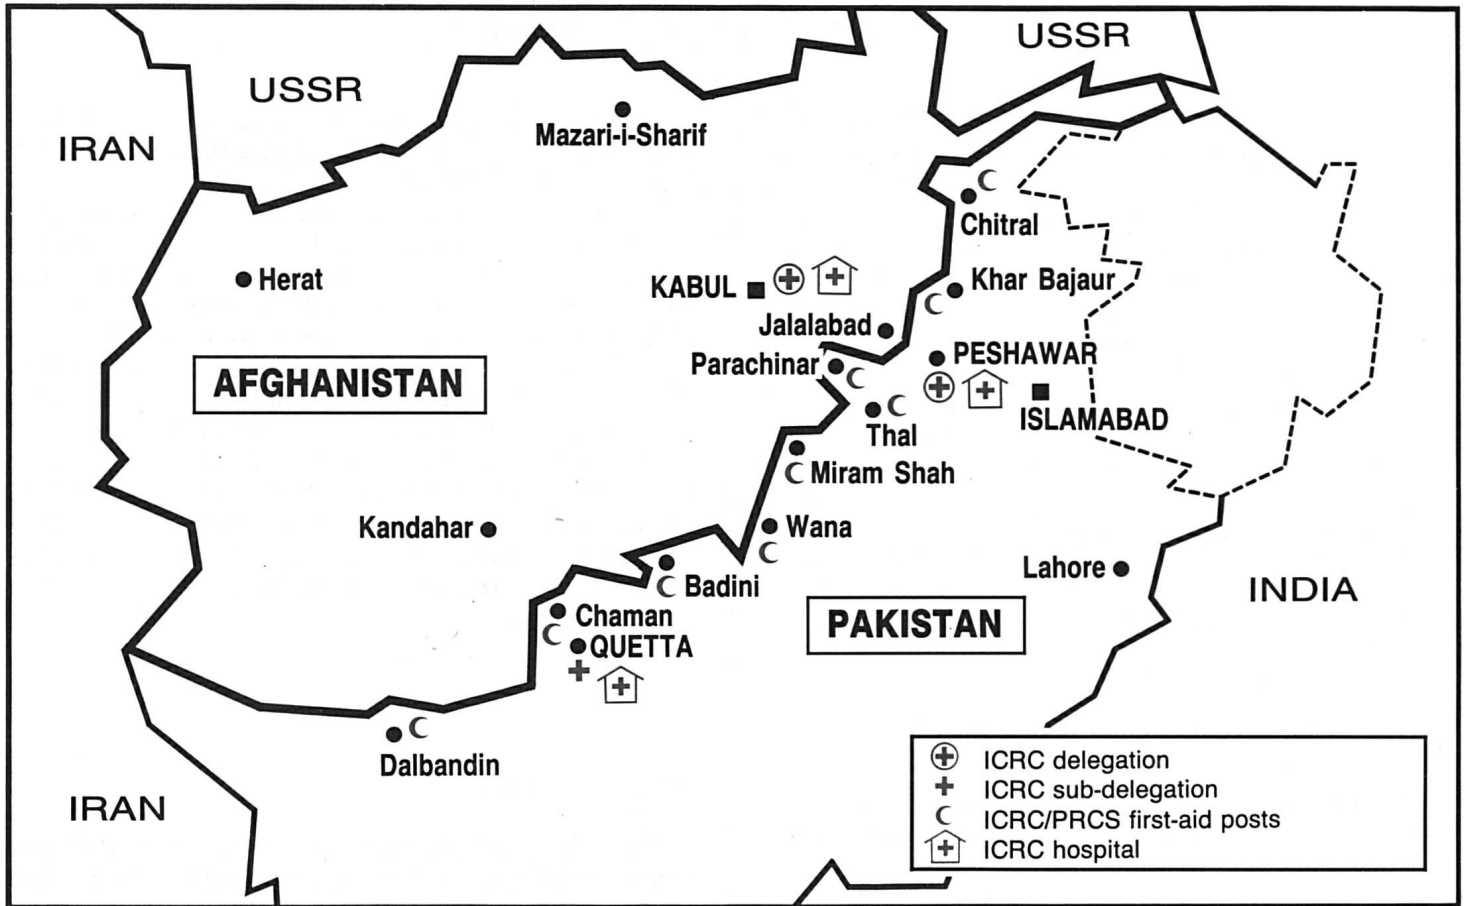 USSR
USSR
IRAN
Mazari-i-Sharif
Chitral
Herat
KABUL
Khar Bajaur
Jalalabad
Parachinar
PESHAWAR
AFGHANISTAN
ISLAMABAD
Thal
Miram Shah
Kandahar
Wana
Lahore
Badini
INDIA
Chaman
PAKISTAN
QUETTA
Dalbandin
IRAN
ICRC delegation
ICRC sub-delegation
ICRC/PRCS first-aid posts
ICRC hospital